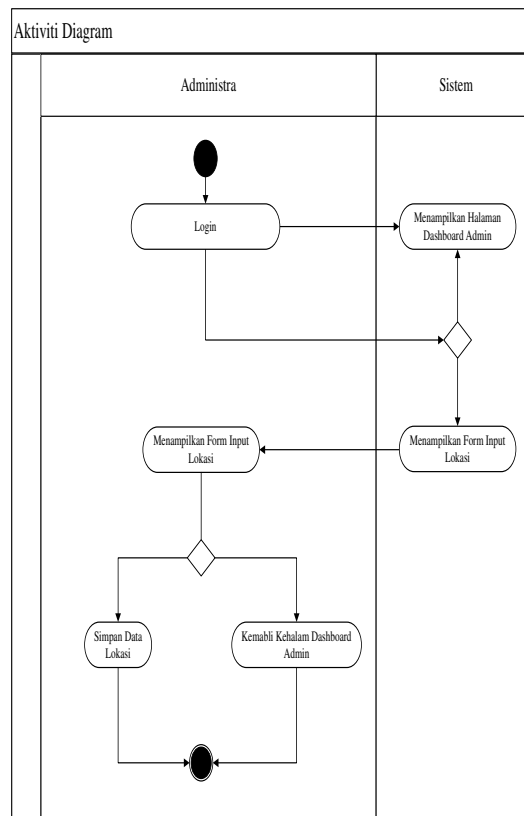 Aktiviti Diagram
Administra
Sistem
Login
Menampilkan Halaman
Dashboard Admin
Menampilkan Form Input
Lokasi
Menampilkan Form Input
Lokasi
Simpan Data
Lokasi
Kemabli Kehalam Dashboard
Admin